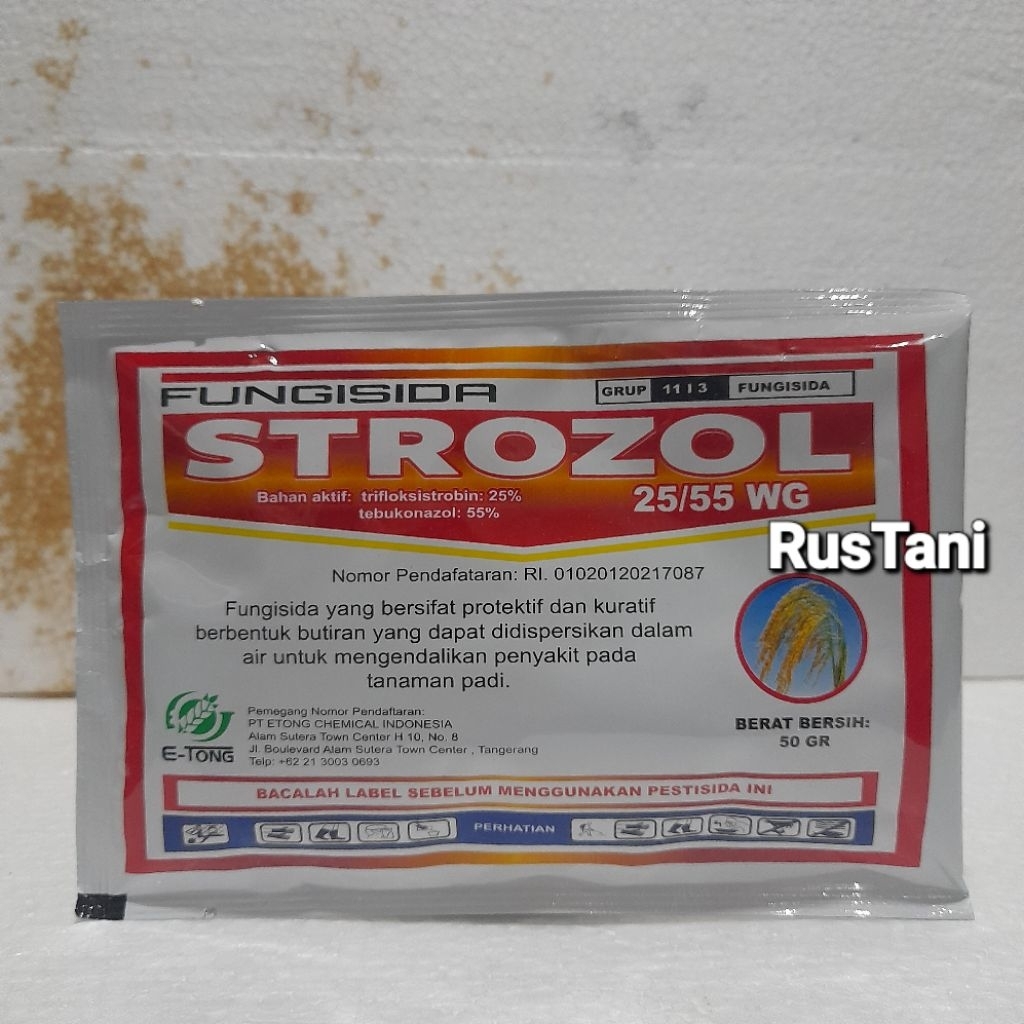 FUNGISIDA
GRUP 11 I 3 FUNGISIDA
STROZOL
Bahan aktif: trifloksistrobin: 25%
tebukonazol: 55%
25/55 WG
RusTani
Nomor Pendafataran: RI. 01020120217087
Fungisida yang bersifat protektif dan kuratif
berbentuk butiran yang dapat didispersikan dalam
air untuk mengendalikan penyakit pada
tanaman padi.
E-TONG
Pemegang Nomor Pendaftaran:
PT ETONG CHEMICAL INDONESIA
Alam Sutera Town Center H 10, No. 8
Jl. Boulevard Alam Sutera Town Center , Tangerang
Telp: +62 21 3003 0693
BERAT BERSIH:
50 GR
BACALAH LABEL SEBELUM MENGGUNAKAN PESTISIDA INI
PERHATIAN